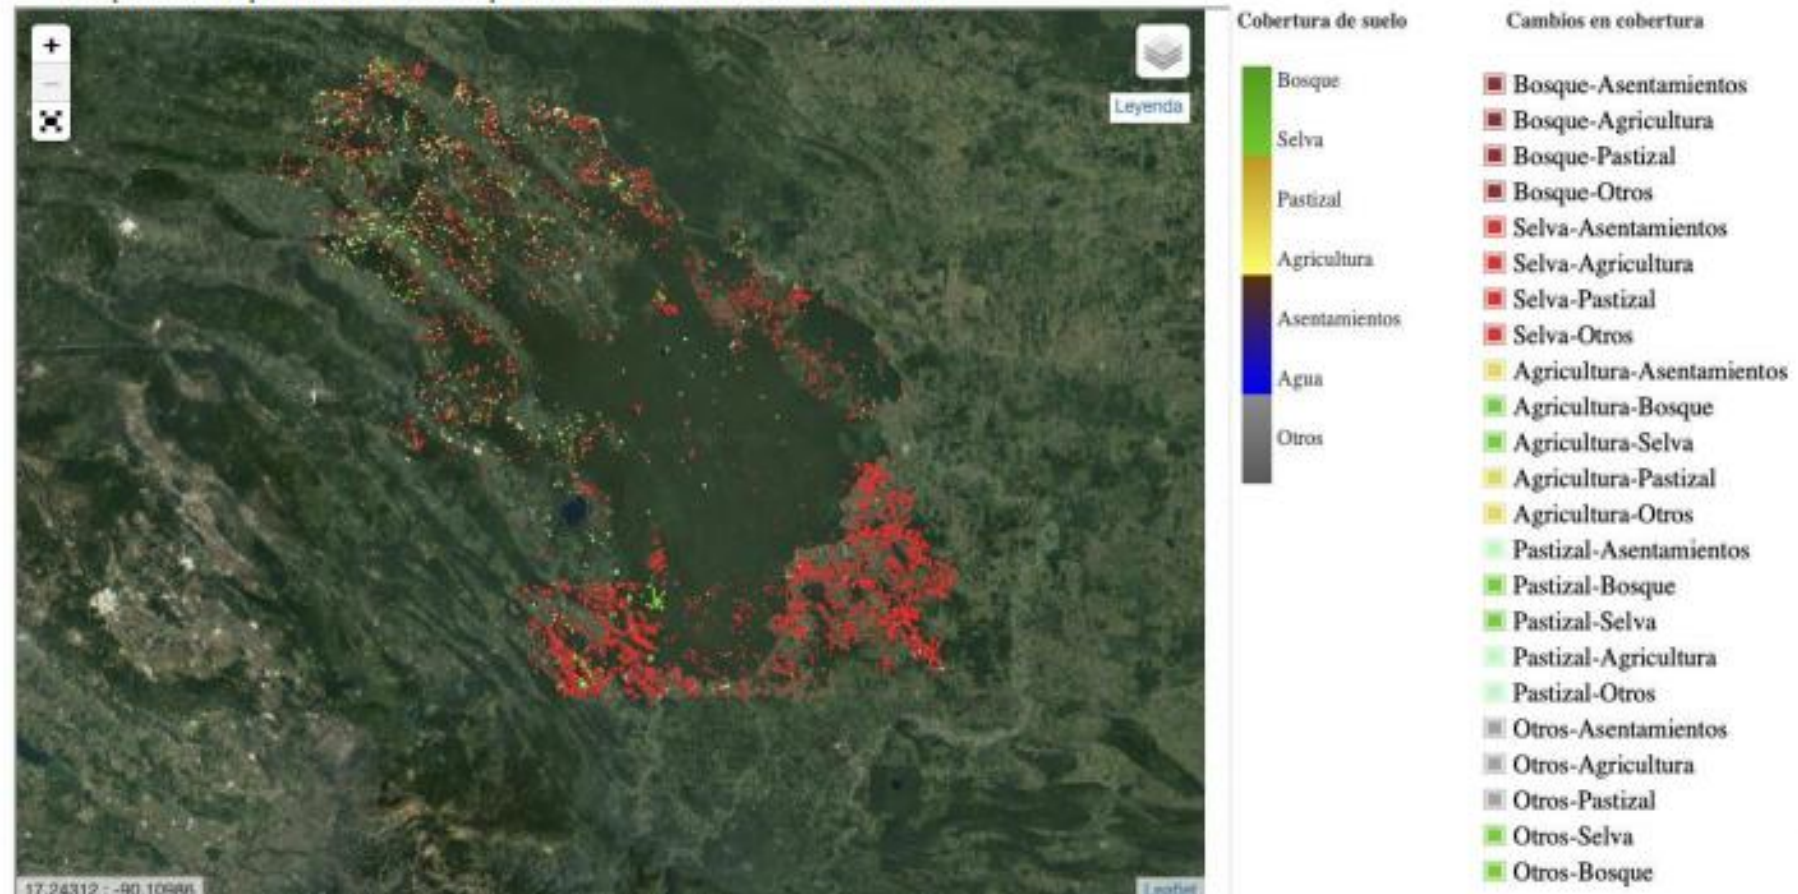 +
−
Leyenda
17.24312 : -90.10986
Leaflet
Cobertura de suelo
Bosque
Selva
Pastizal
Agricultura
Asentamientos
Agua
Otros
Cambios en cobertura
Bosque-Asentamientos
Bosque-Agricultura
Bosque-Pastizal
Bosque-Otros
Selva-Asentamientos
Selva-Agricultura
Selva-Pastizal
Selva-Otros
Agricultura-Asentamientos
Agricultura-Bosque
Agricultura-Selva
Agricultura-Pastizal
Agricultura-Otros
Pastizal-Asentamientos
Pastizal-Bosque
Pastizal-Selva
Pastizal-Agricultura
Pastizal-Otros
Otros-Asentamientos
Otros-Agricultura
Otros-Pastizal
Otros-Selva
Otros-Bosque